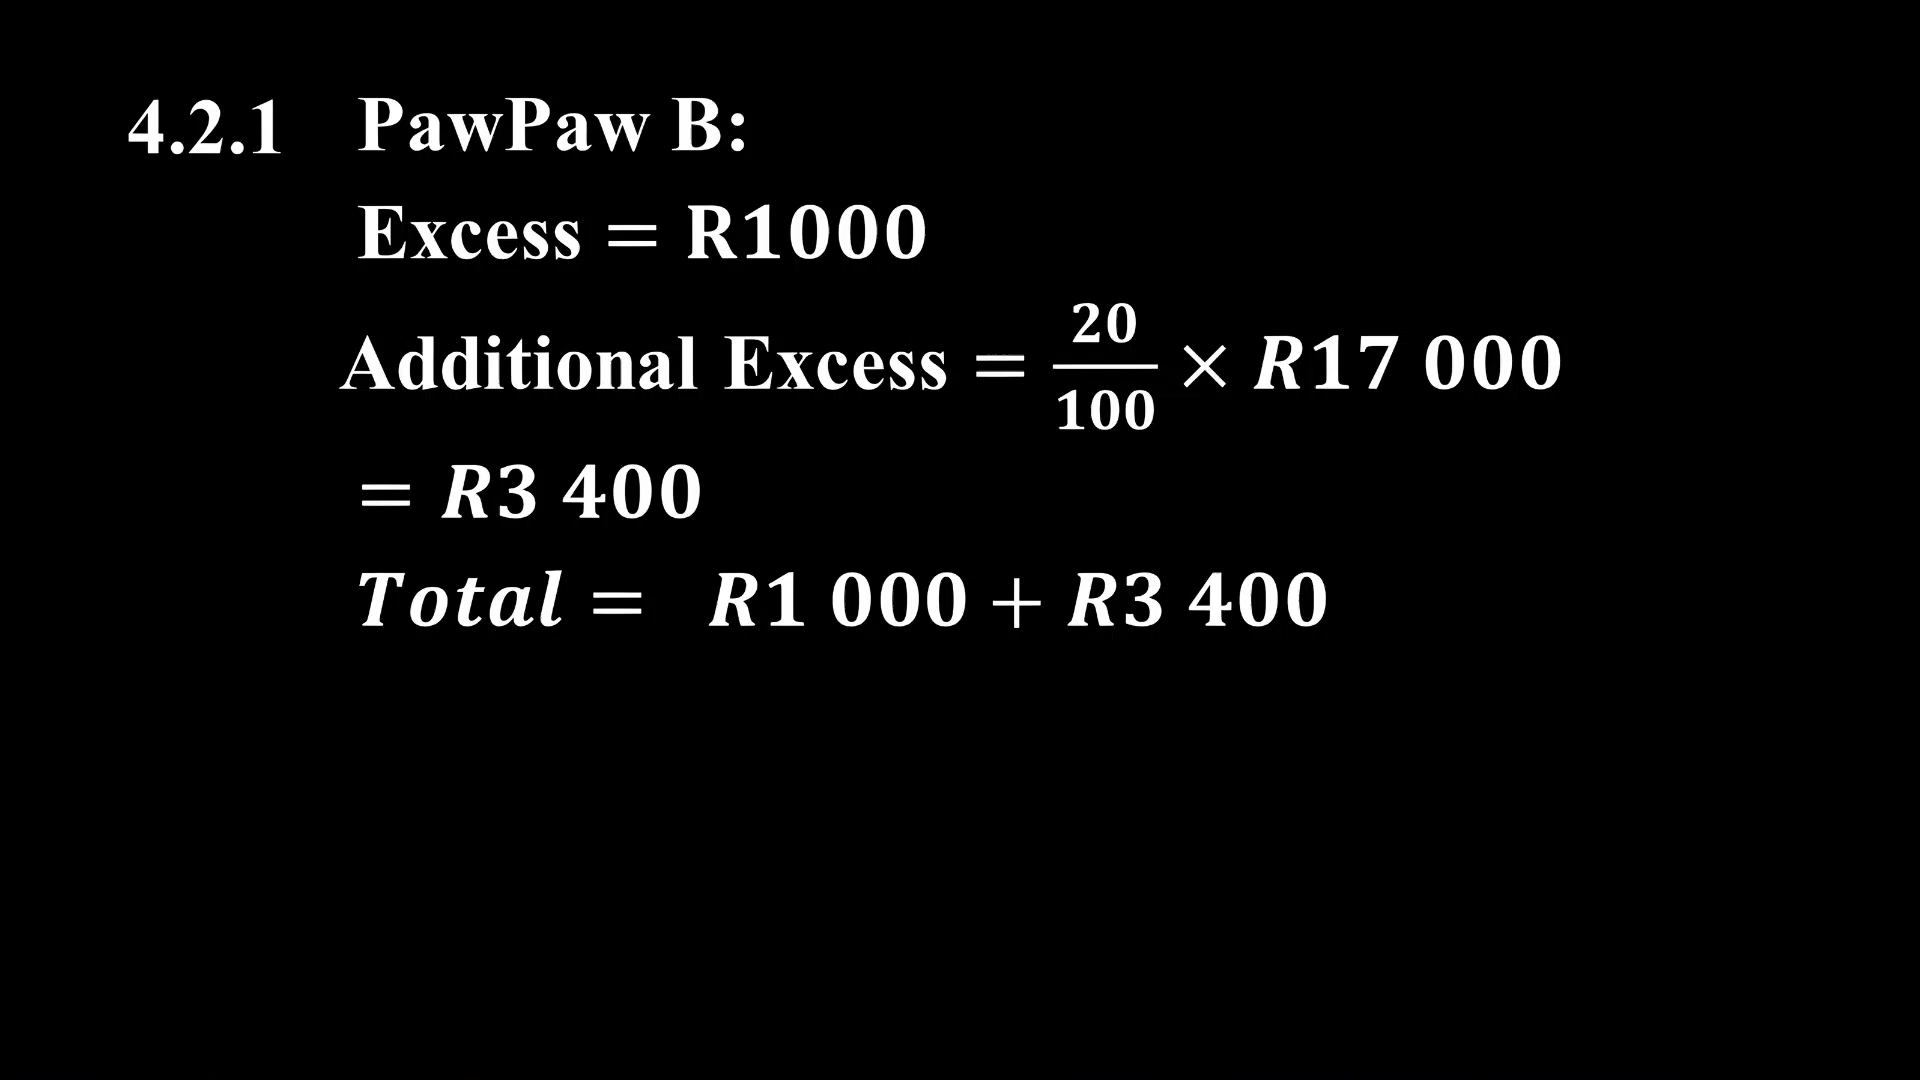 4.2.1 PawPaw B:
Excess = R1000
Additional Excess = 20/100 × R17 000
= R3 400
Total = R1 000 + R3 400